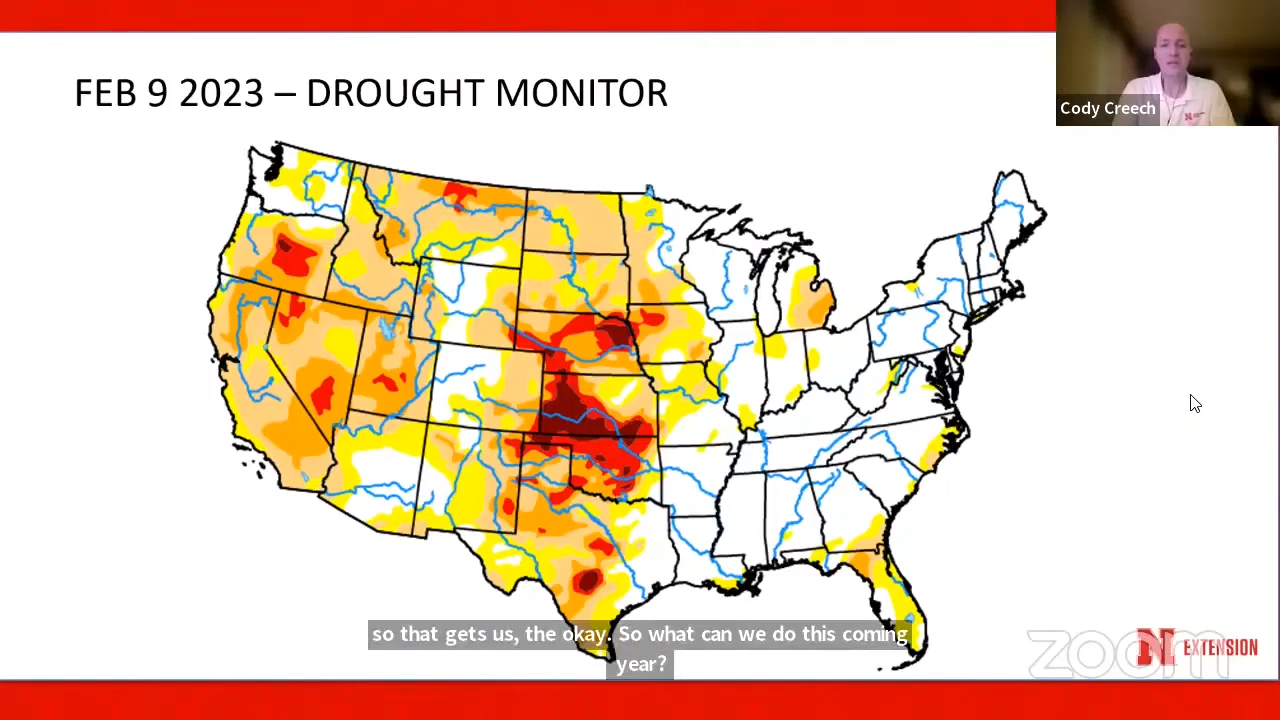 FEB 9 2023 – DROUGHT MONITOR
Cody Creech
so that gets us, the okay. So what can we do this coming
year?
zoom
N EXTENSION